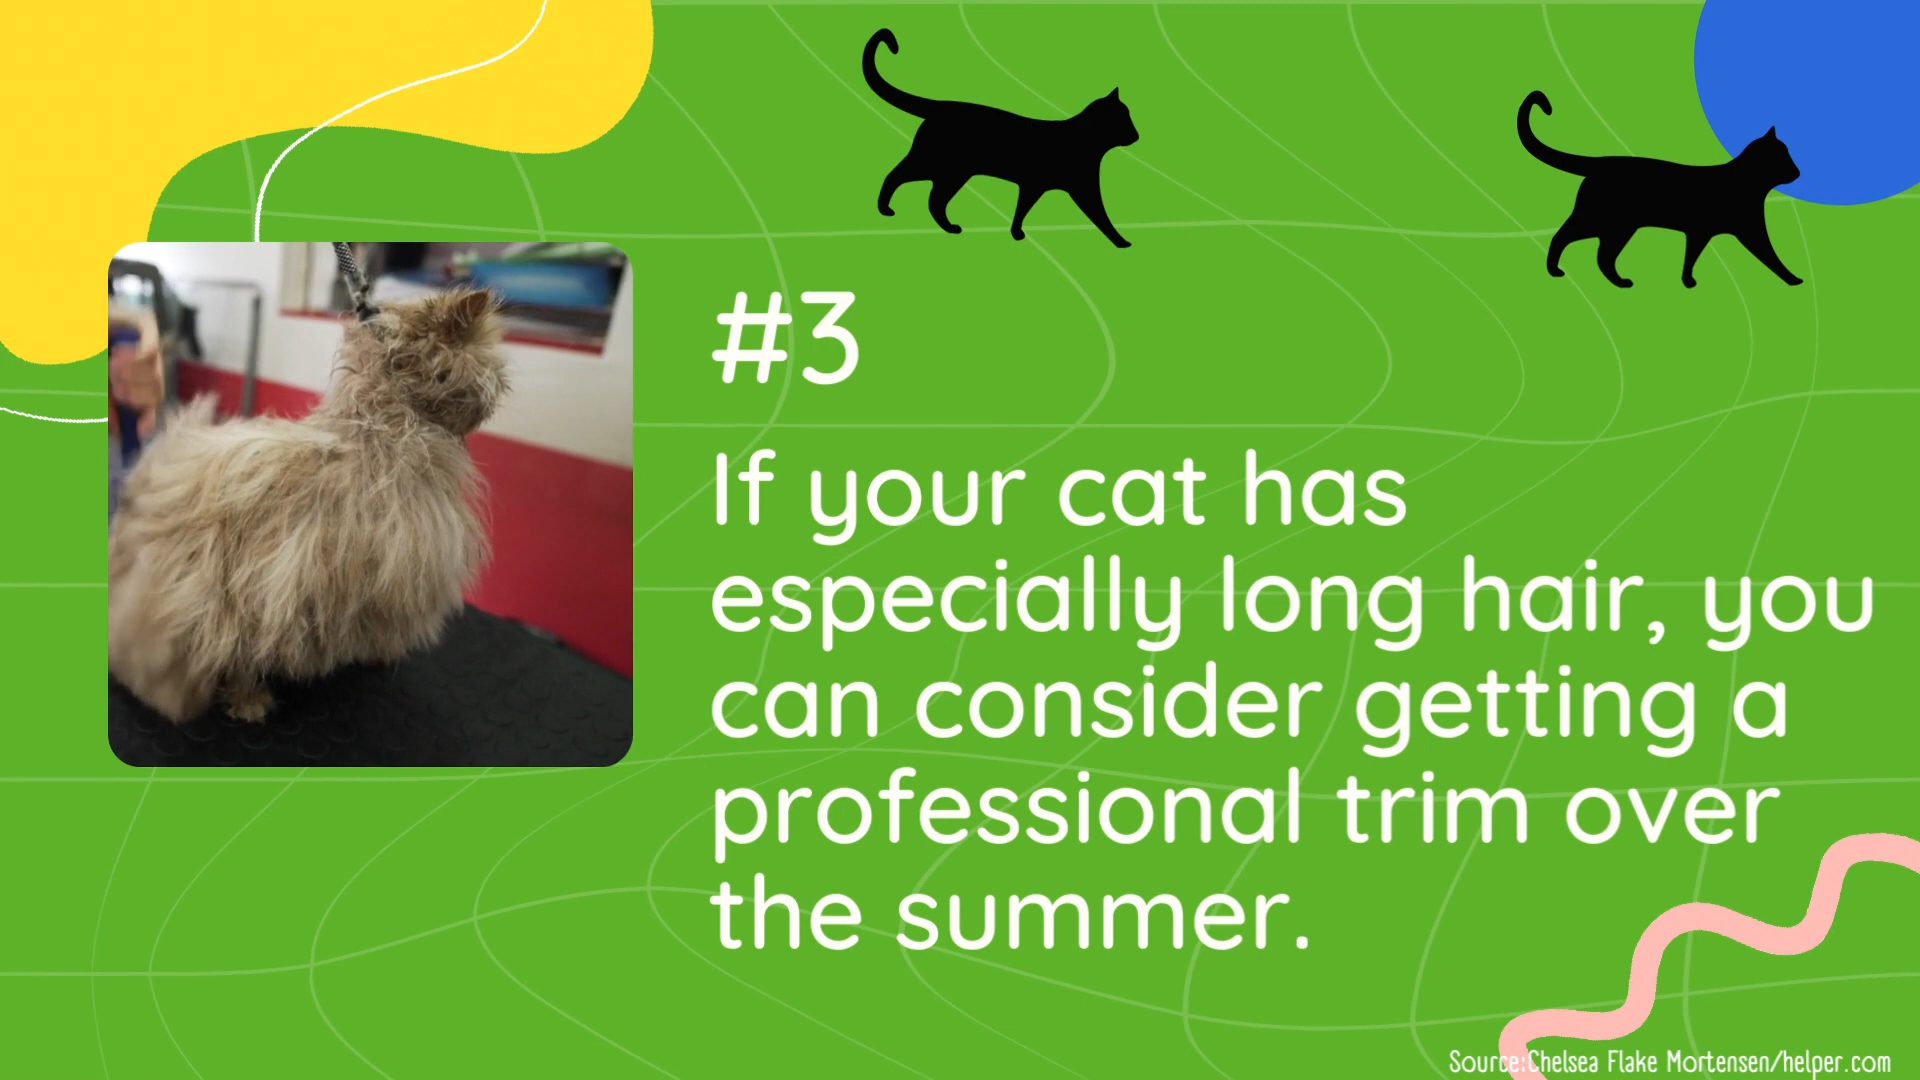 #3
If your cat has
especially long hair, you
can consider getting a
professional trim over
the summer.
Source:Chelsea Flake Mortensen/helper.com